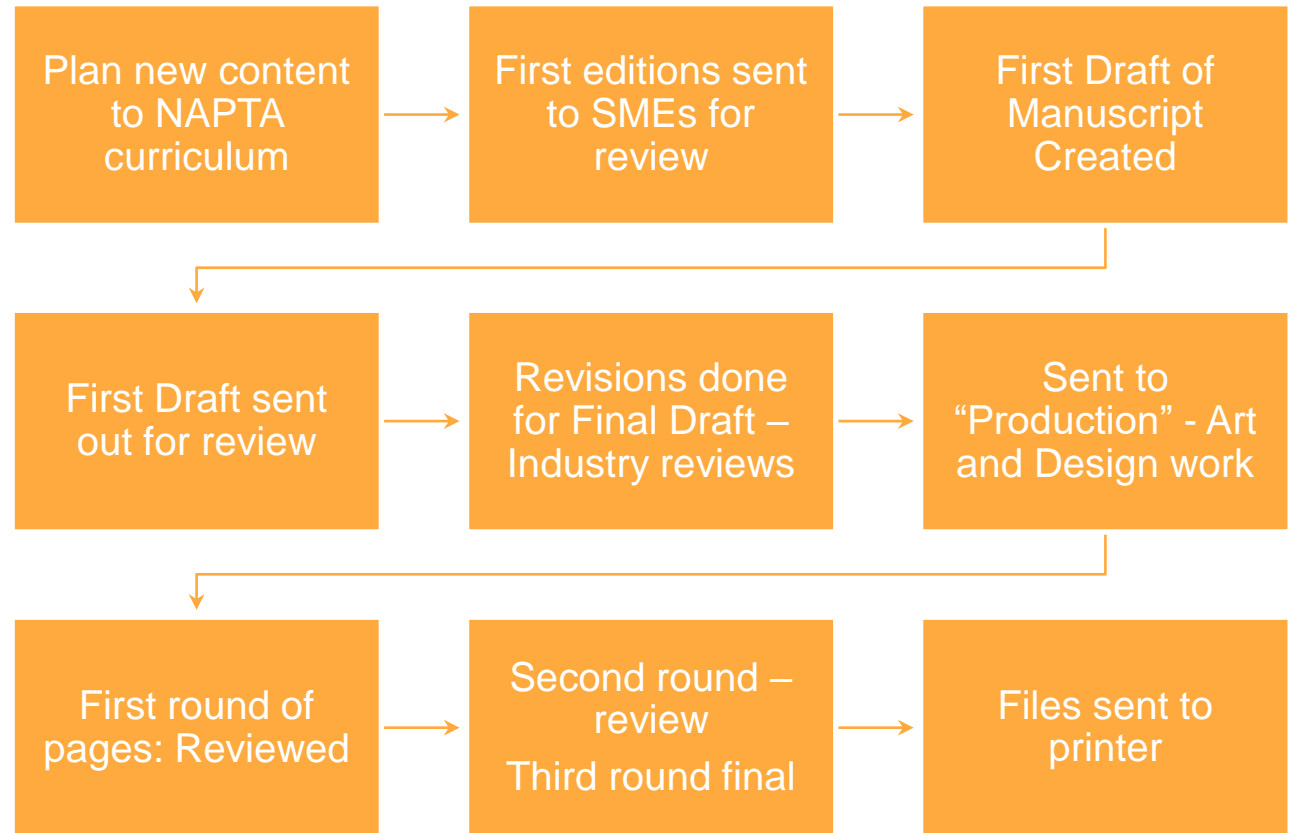 Plan new content
to NAPTA
curriculum
First editions sent
to SMEs for
review
First Draft of
Manuscript
Created
First Draft sent
out for review
Revisions done
for Final Draft –
Industry reviews
Sent to
“Production” - Art
and Design work
First round of
pages: Reviewed
Second round –
review
Third round final
Files sent to
printer